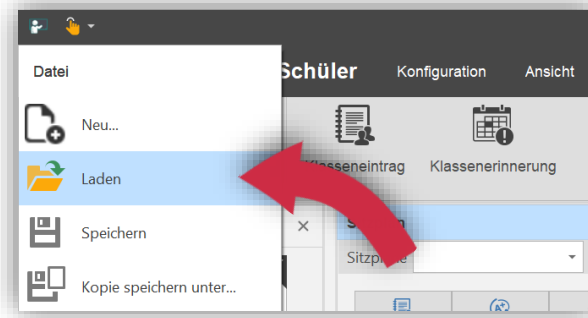 Datei
Schüler
Konfiguration
Ansicht
Neu...
Laden
Speichern
Kopie speichern unter...
Klasseneintrag
Klassenerinnerung
Sitzpläne